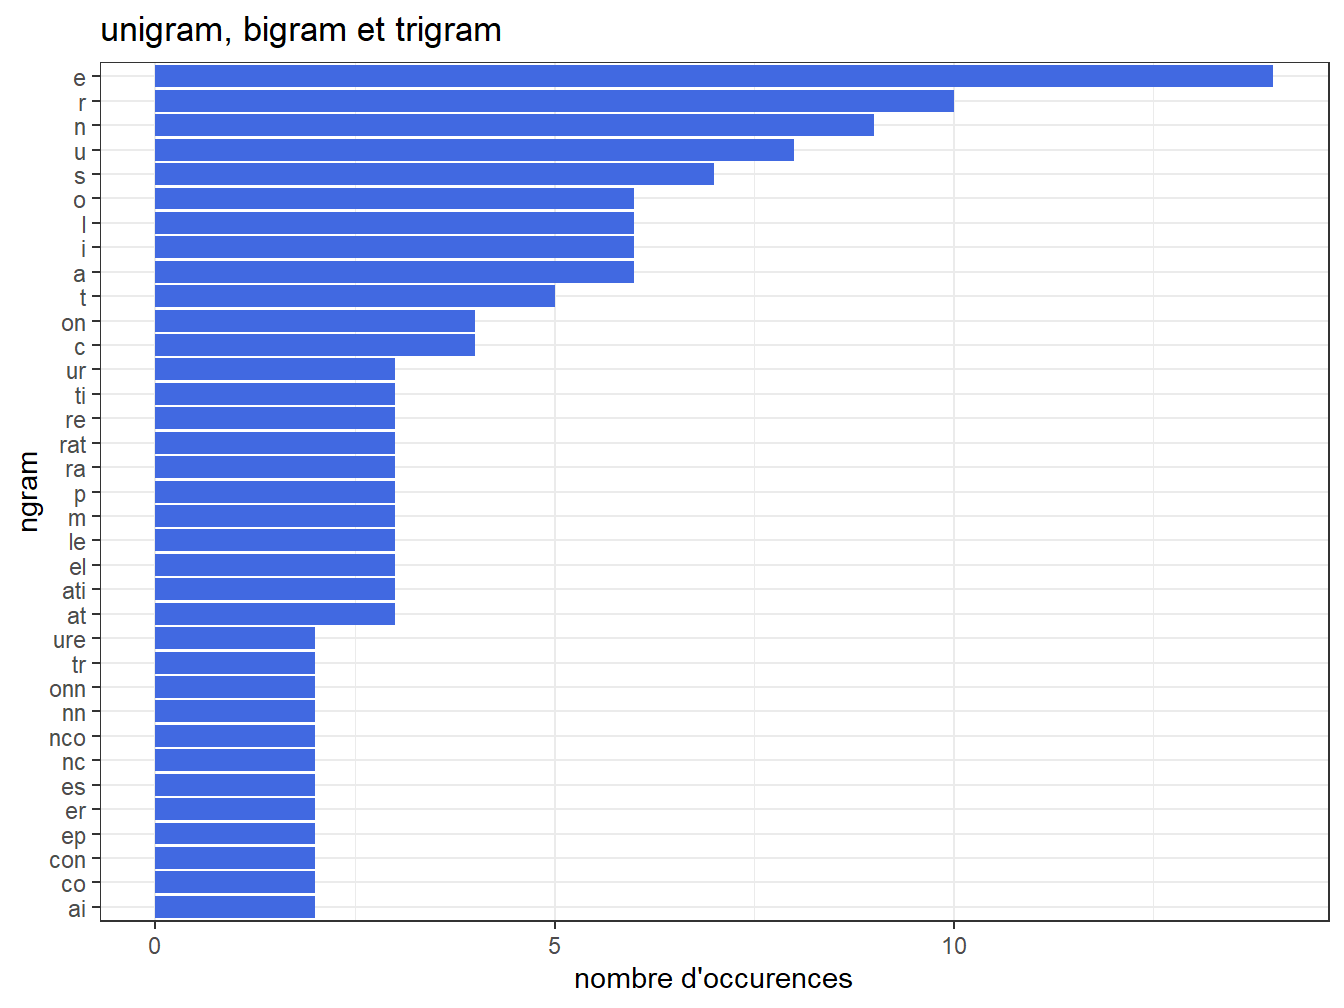 unigram, bigram et trigram
e
r
n
u
s
o
l
i
a
t
on
c
ur
ti
re
rat
ra
p
m
le
el
ati
at
ure
tr
onn
nn
nco
nc
es
er
ep
con
co
ai
ngram
0 5 10
nombre d'occurences